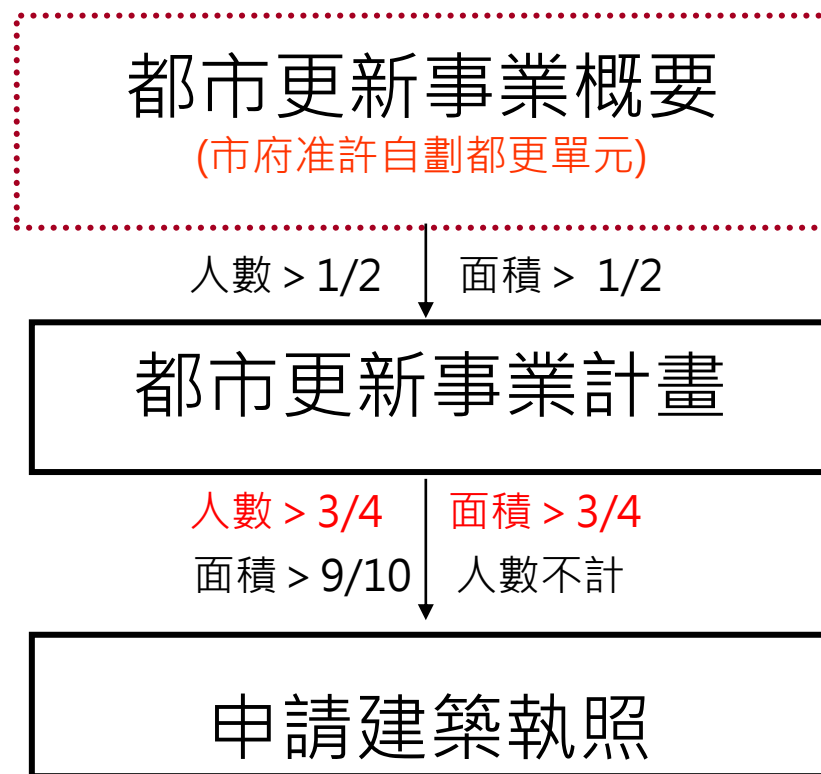 都市更新事業概要
(市府准許自劃都更單元)
人數 > 1/2 面積 > 1/2
都市更新事業計畫
人數 > 3/4 面積 > 3/4
面積 > 9/10 人數不計
申請建築執照